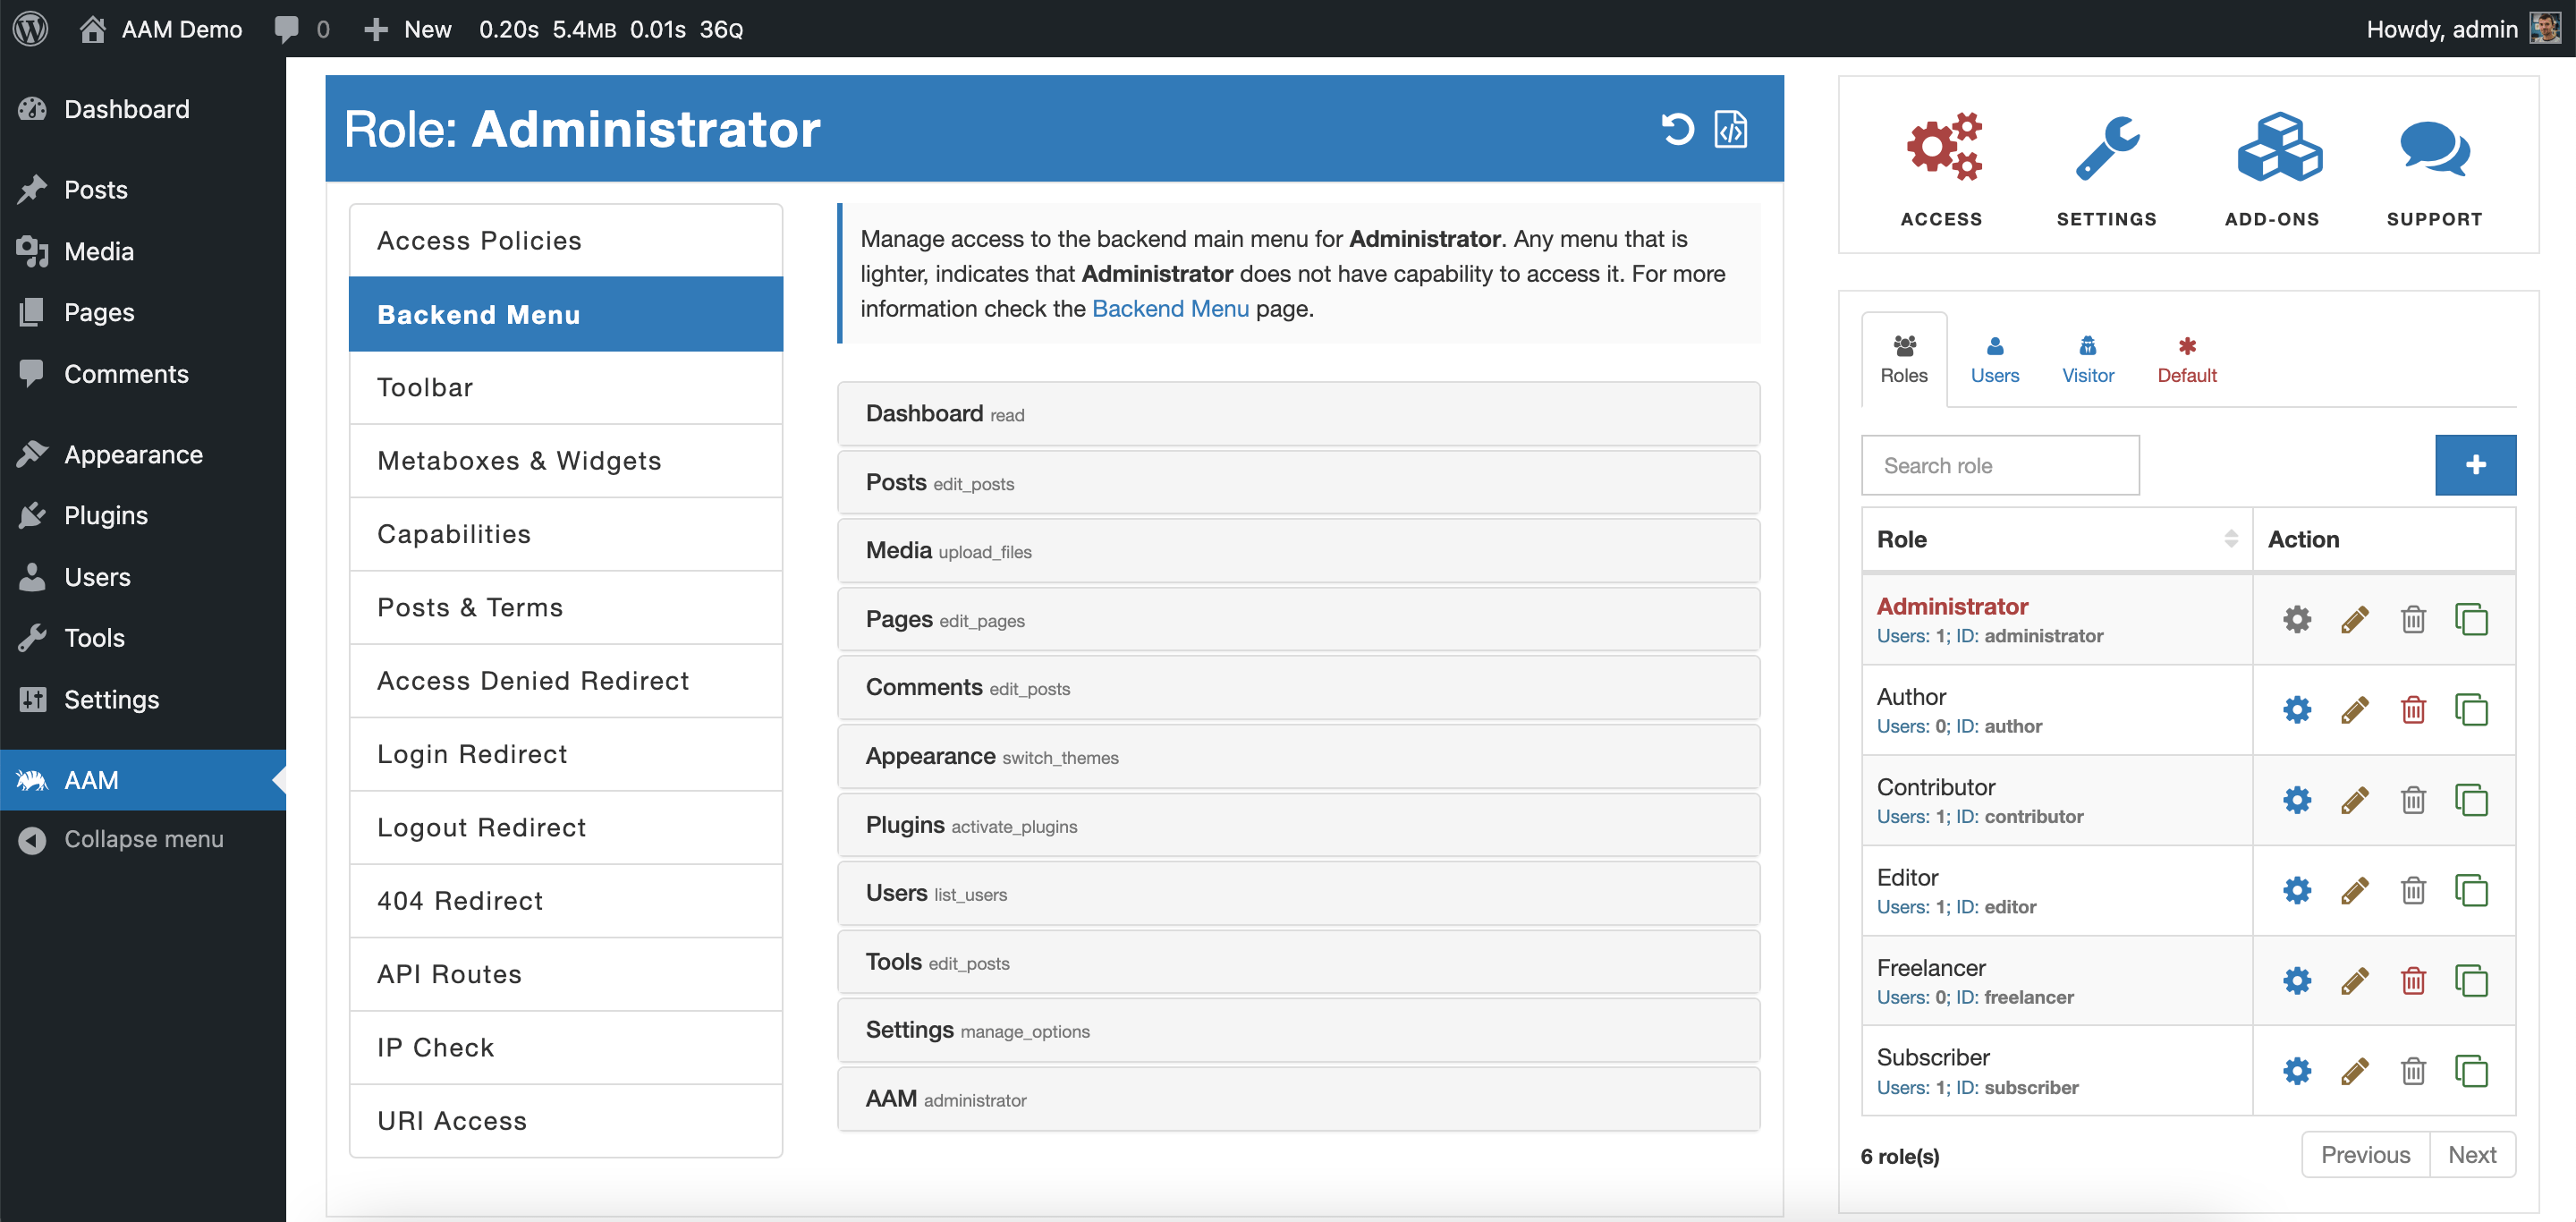 AAM Demo 0 New 0.20s 5.4MB 0.01s 36Q Howdy, admin
Dashboard
Posts
Media
Pages
Comments
Appearance
Plugins
Users
Tools
Settings
AAM
Collapse menu
Role: Administrator
Access Policies
Backend Menu
Toolbar
Metaboxes & Widgets
Capabilities
Posts & Terms
Access Denied Redirect
Login Redirect
Logout Redirect
404 Redirect
API Routes
IP Check
URI Access
Manage access to the backend main menu for Administrator. Any menu that is
lighter, indicates that Administrator does not have capability to access it. For more
information check the Backend Menu page.
Dashboard read
Posts edit_posts
Media upload_files
Pages edit_pages
Comments edit_posts
Appearance switch_themes
Plugins activate_plugins
Users list_users
Tools edit_posts
Settings manage_options
AAM administrator
ACCESS SETTINGS ADD-ONS SUPPORT
Roles Users Visitor Default
Search role
Role Action
Administrator
Users: 1; ID: administrator
Author
Users: 0; ID: author
Contributor
Users: 1; ID: contributor
Editor
Users: 1; ID: editor
Freelancer
Users: 0; ID: freelancer
Subscriber
Users: 1; ID: subscriber
6 role(s) Previous Next